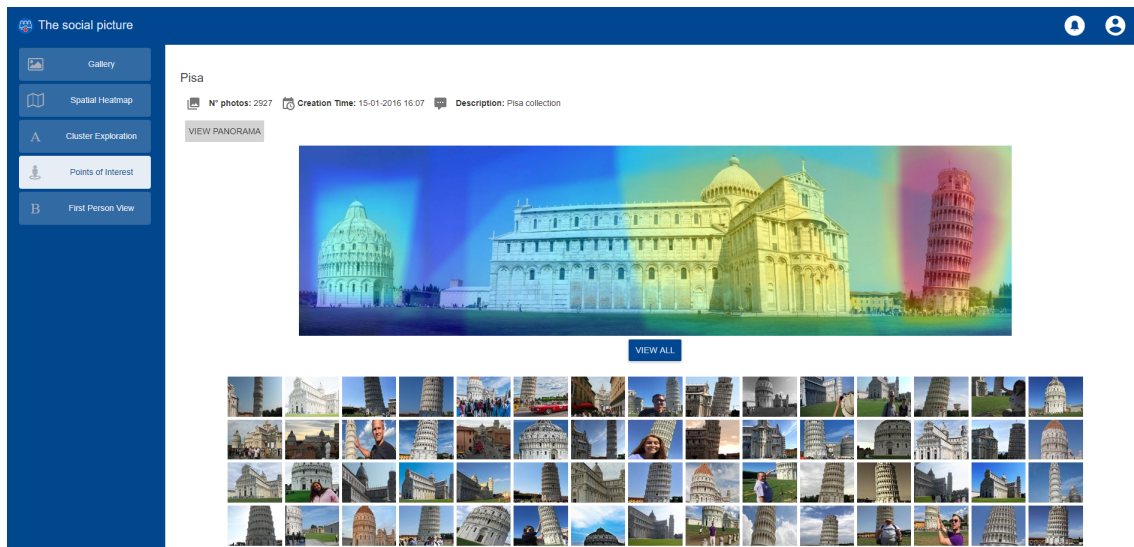 The social picture
Gallery
Spatial Heatmap
A Cluster Exploration
Points of Interest
B First Person View
Pisa
N° photos: 2927 Creation Time: 15-01-2016 16:07 Description: Pisa collection
VIEW PANORAMA
VIEW ALL